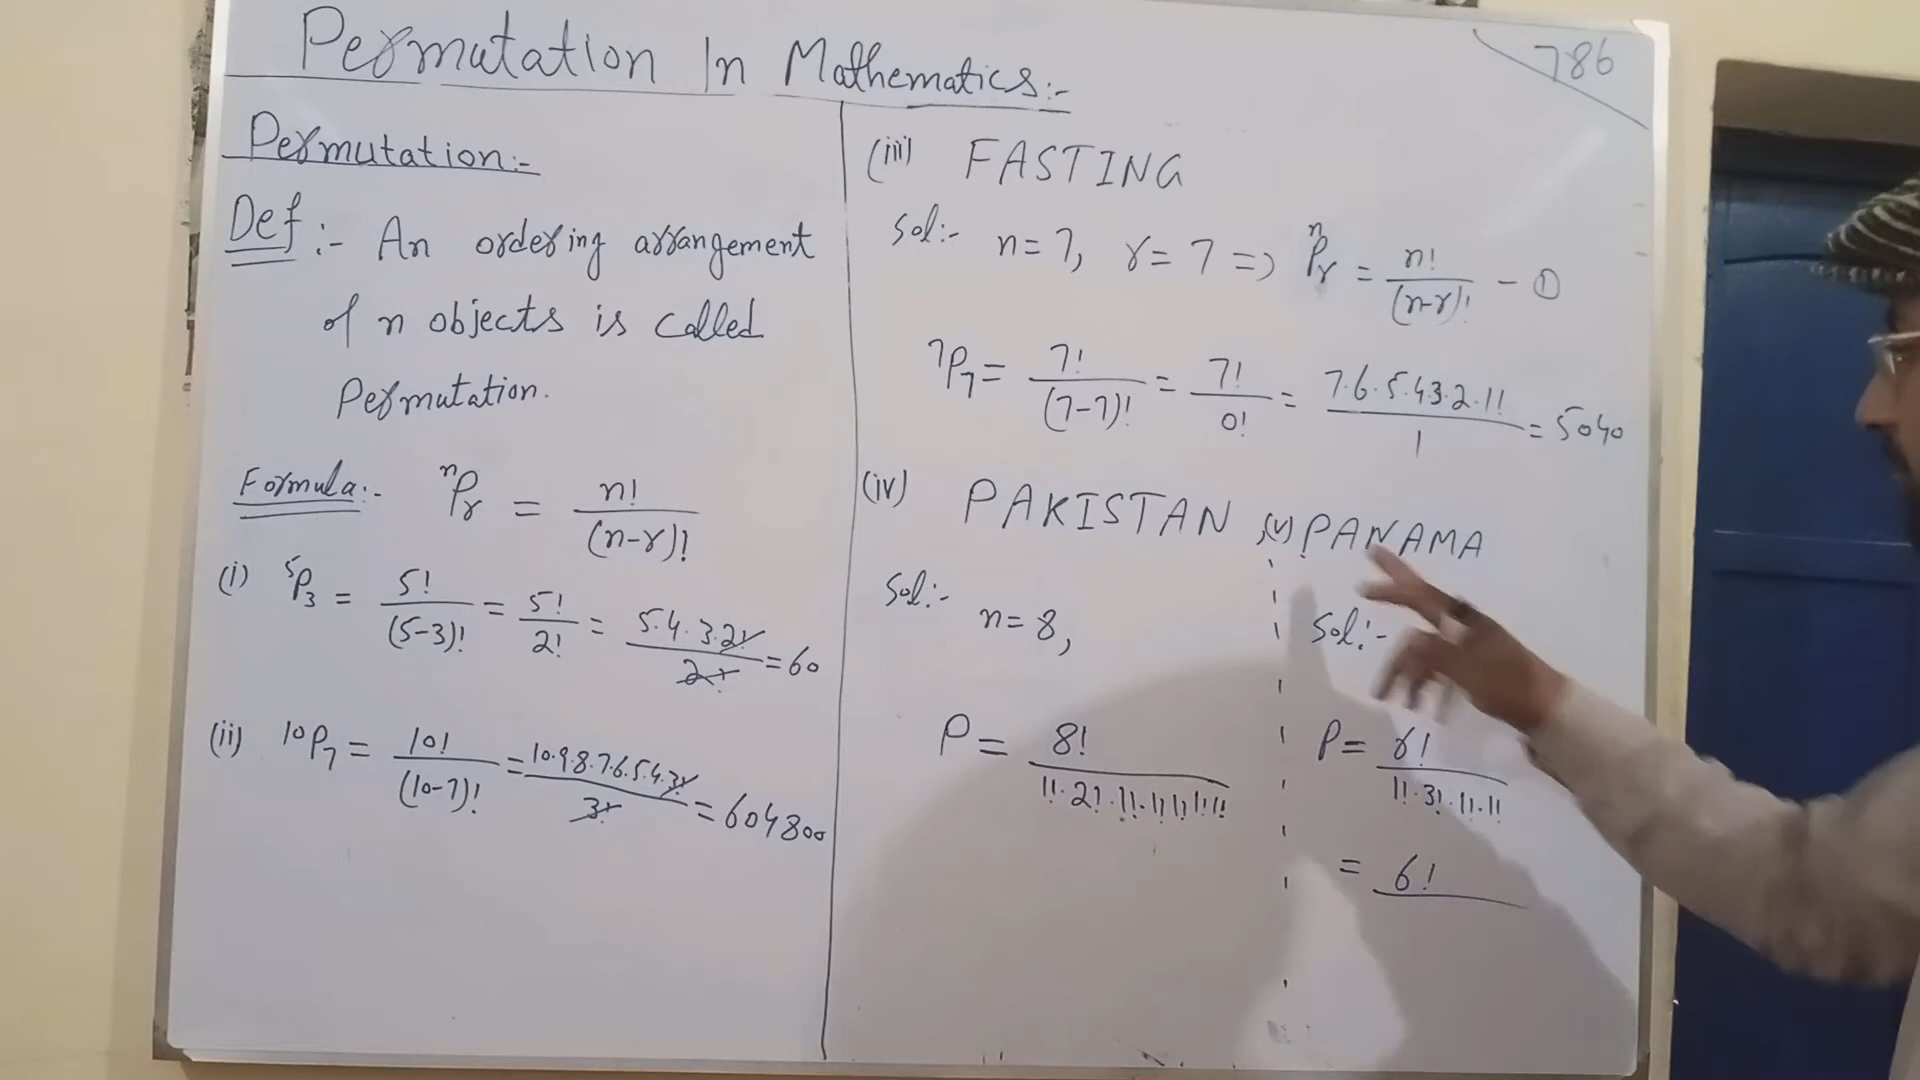 Permutation In Mathematics:-
786
Permutation:-
Def:- An ordering arrangement
of n objects is called
Permutation.
Formula:- ⁿPr = n!/(n-r)!
(i) ⁵P₃ = 5!/(5-3)! = 5!/2! = 5.4.3.2!/2! = 60
(ii) ¹⁰P₇ = 10!/(10-7)! = 10.9.8.7.6.5.4.3!/3! = 604800
(iii) FASTING
Sol:- n=7, r=7 => ⁿPr = n!/(n-r)! - ①
⁷P₇ = 7!/(7-7)! = 7!/0! = 7.6.5.4.3.2.1!/1 = 5040
(iv) PAKISTAN ,(v) PANAMA
Sol:- n=8,
P = 8!/1!.2!.1!.1!1!1!1!
Sol:-
P = 6!/1!.3!.1!.1!
= 6!